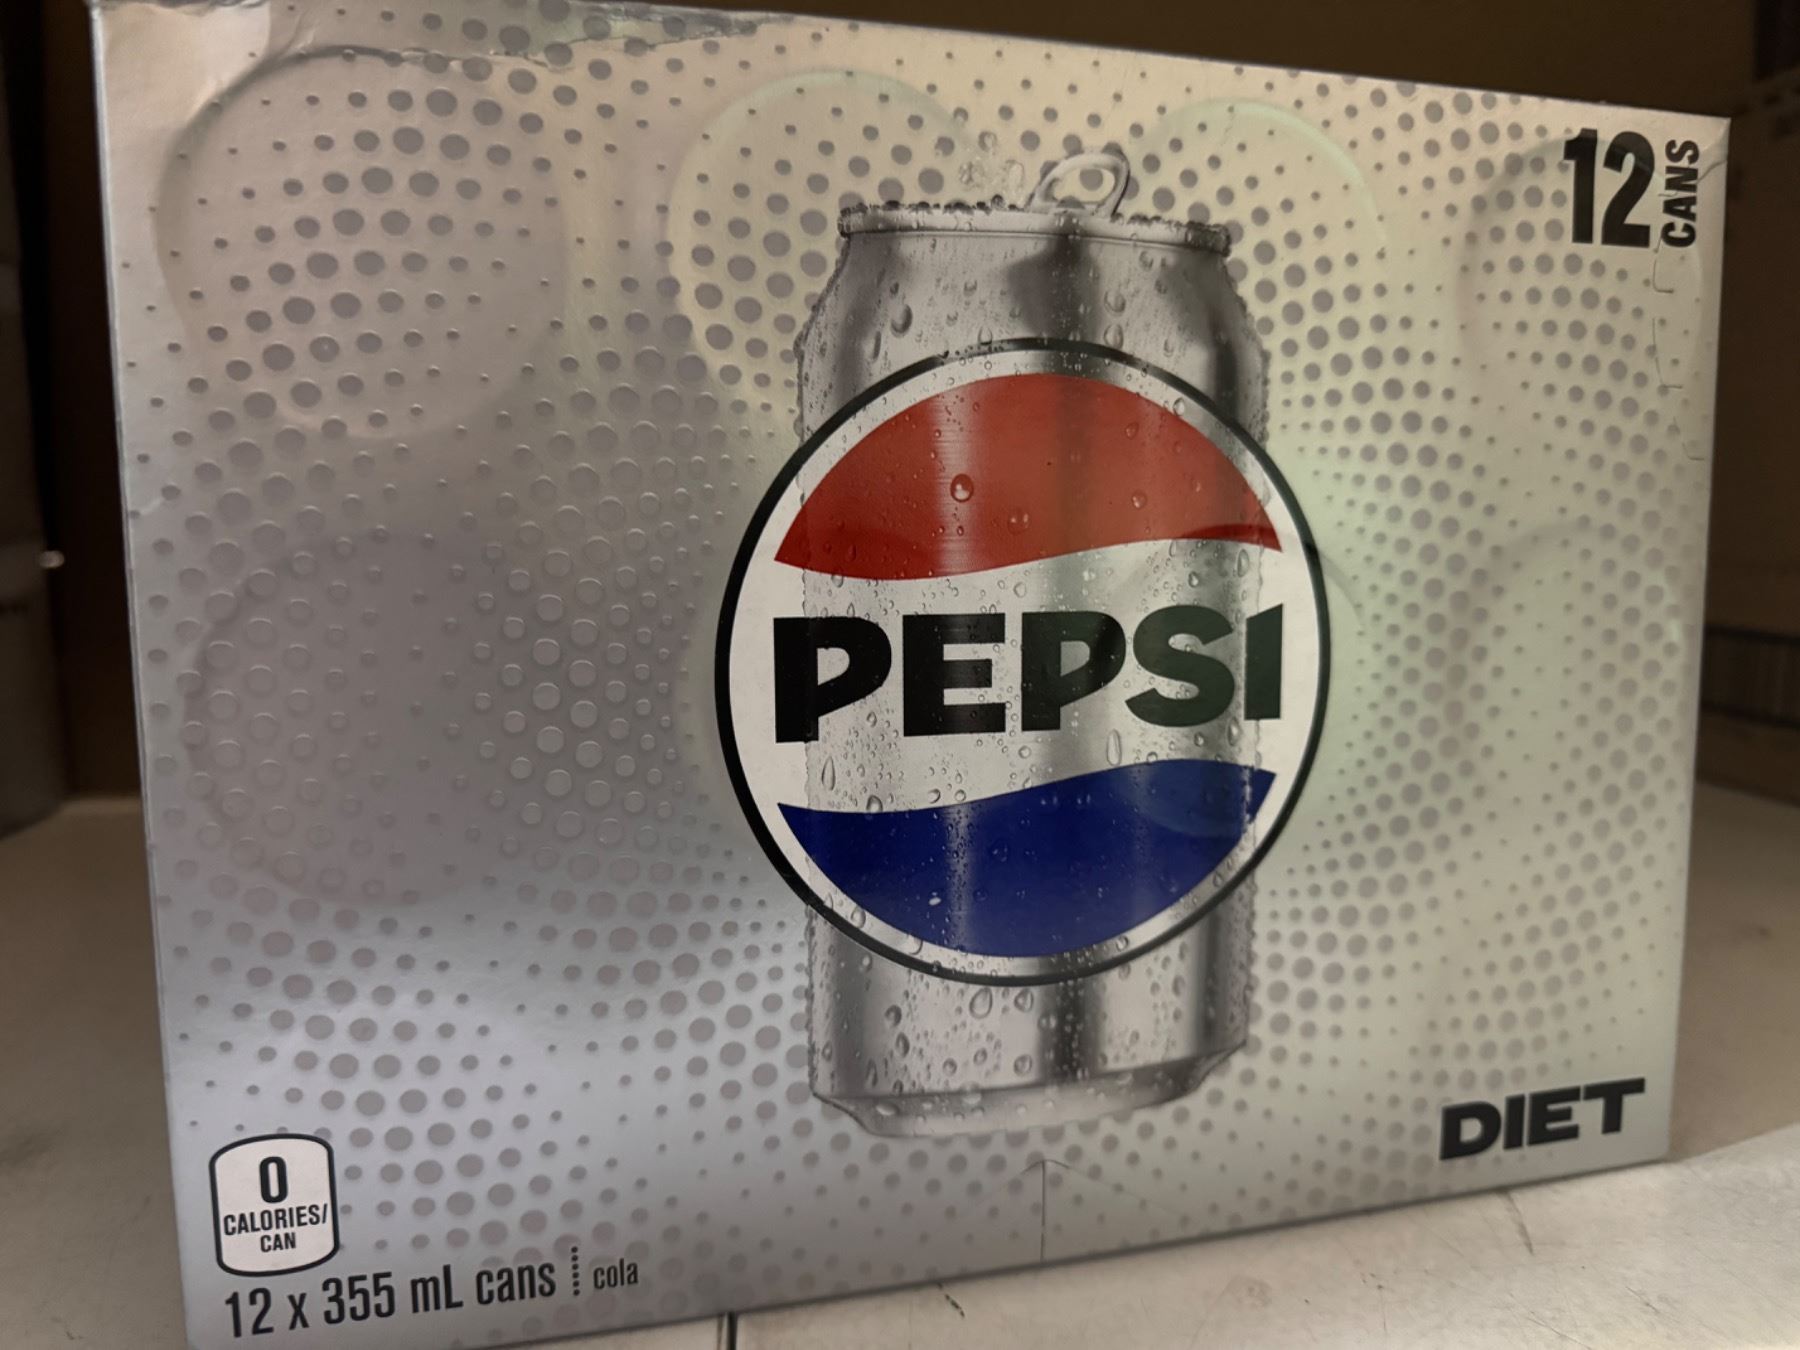 12
CANS
PEPSI
DIET
0
CALORIES/
CAN
12 x 355 mL cans
cola